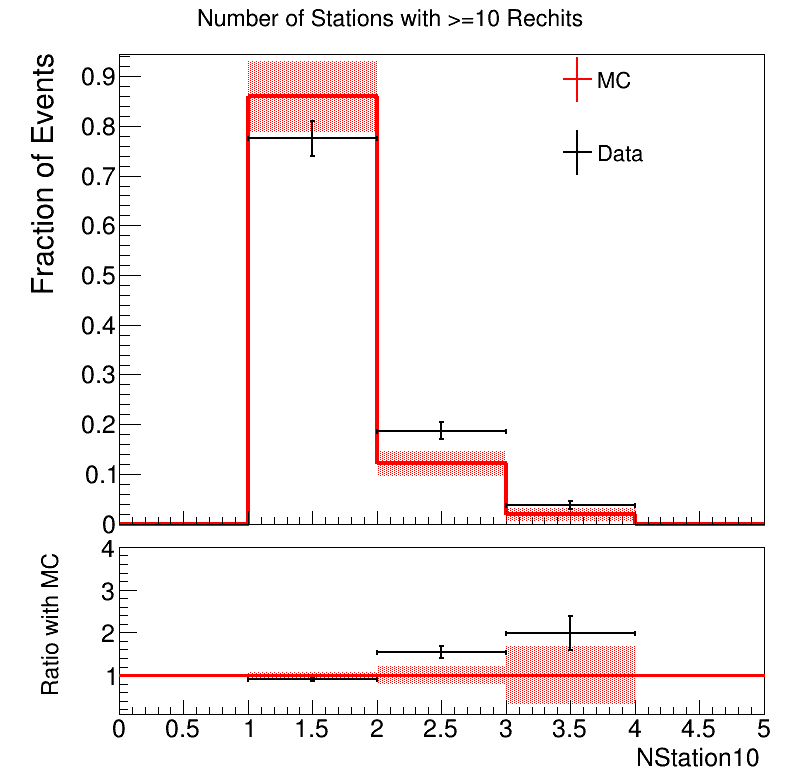 Number of Stations with >=10 Rechits
Fraction of Events
0.9
0.8
0.7
0.6
0.5
0.4
0.3
0.2
0.1
0
MC
Data
Ratio with MC
4
3
2
1
0 0.5 1 1.5 2 2.5 3 3.5 4 4.5 5
NStation10